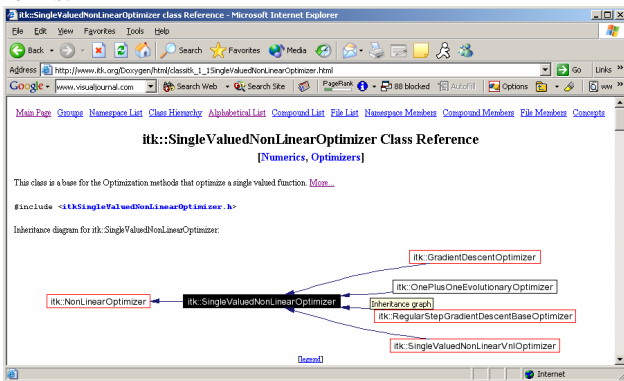 itk::SingleValuedNonLinearOptimizer class Reference - Microsoft Internet Explorer
File Edit View Favorites Tools Help
Back Search Favorites Media
Address http://www.itk.org/Doxygen/html/classitk_1_1SingleValuedNonLinearOptimizer.html Go Links »
Google www.visualjournal.com Search Web Search Site PageRank 88 blocked AutoFill Options ww »
Main Page Groups Namespace List Class Hierarchy Alphabetical List Compound List File List Namespace Members Compound Members File Members Concepts
itk::SingleValuedNonLinearOptimizer Class Reference
[Numerics, Optimizers]
This class is a base for the Optimization methods that optimize a single valued function. More...
#include <itkSingleValuedNonLinearOptimizer.h>
Inheritance diagram for itk::SingleValuedNonLinearOptimizer:
itk::GradientDescentOptimizer
itk::OnePlusOneEvolutionaryOptimizer
itk::NonLinearOptimizer itk::SingleValuedNonLinearOptimizer Inheritance graph
itk::RegularStepGradientDescentBaseOptimizer
itk::SingleValuedNonLinearVnlOptimizer
[legend]
Internet